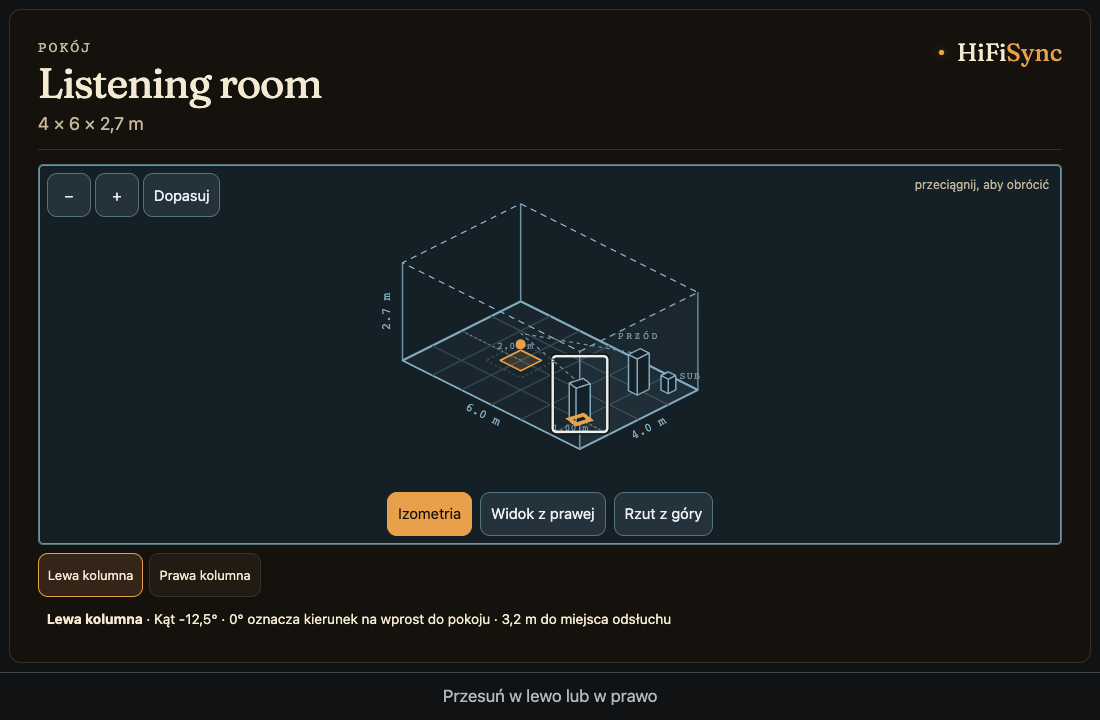 POKÓJ
HiFiSync
Listening room
4 × 6 × 2,7 m
− + Dopasuj
przeciągnij, aby obrócić
2.7 m
PRZÓD
SUB
6.0 m
4.0 m
Izometria Widok z prawej Rzut z góry
Lewa kolumna Prawa kolumna
Lewa kolumna · Kąt -12,5° · 0° oznacza kierunek na wprost do pokoju · 3,2 m do miejsca odsłuchu
Przesuń w lewo lub w prawo